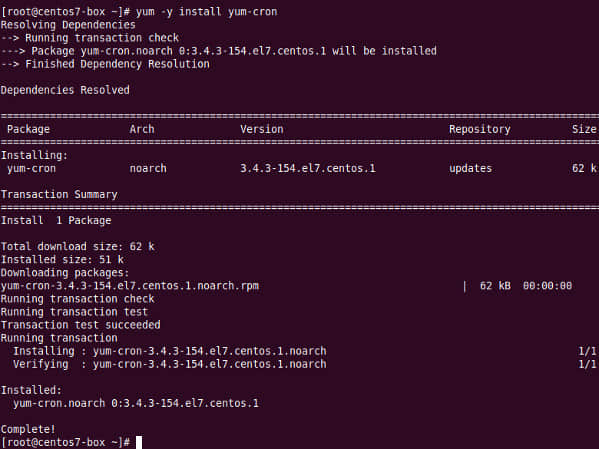 [root@centos7-box ~]# yum -y install yum-cron
Resolving Dependencies
--> Running transaction check
---> Package yum-cron.noarch 0:3.4.3-154.el7.centos.1 will be installed
--> Finished Dependency Resolution
Dependencies Resolved
================================================================================
Package Arch Version Repository Size
================================================================================
Installing:
yum-cron noarch 3.4.3-154.el7.centos.1 updates 62 k
Transaction Summary
================================================================================
Install  1 Package
Total download size: 62 k
Installed size: 51 k
Downloading packages:
yum-cron-3.4.3-154.el7.centos.1.noarch.rpm | 62 kB 00:00:00
Running transaction check
Running transaction test
Transaction test succeeded
Running transaction
Installing : yum-cron-3.4.3-154.el7.centos.1.noarch 1/1
Verifying  : yum-cron-3.4.3-154.el7.centos.1.noarch 1/1
Installed:
yum-cron.noarch 0:3.4.3-154.el7.centos.1
Complete!
[root@centos7-box ~]#